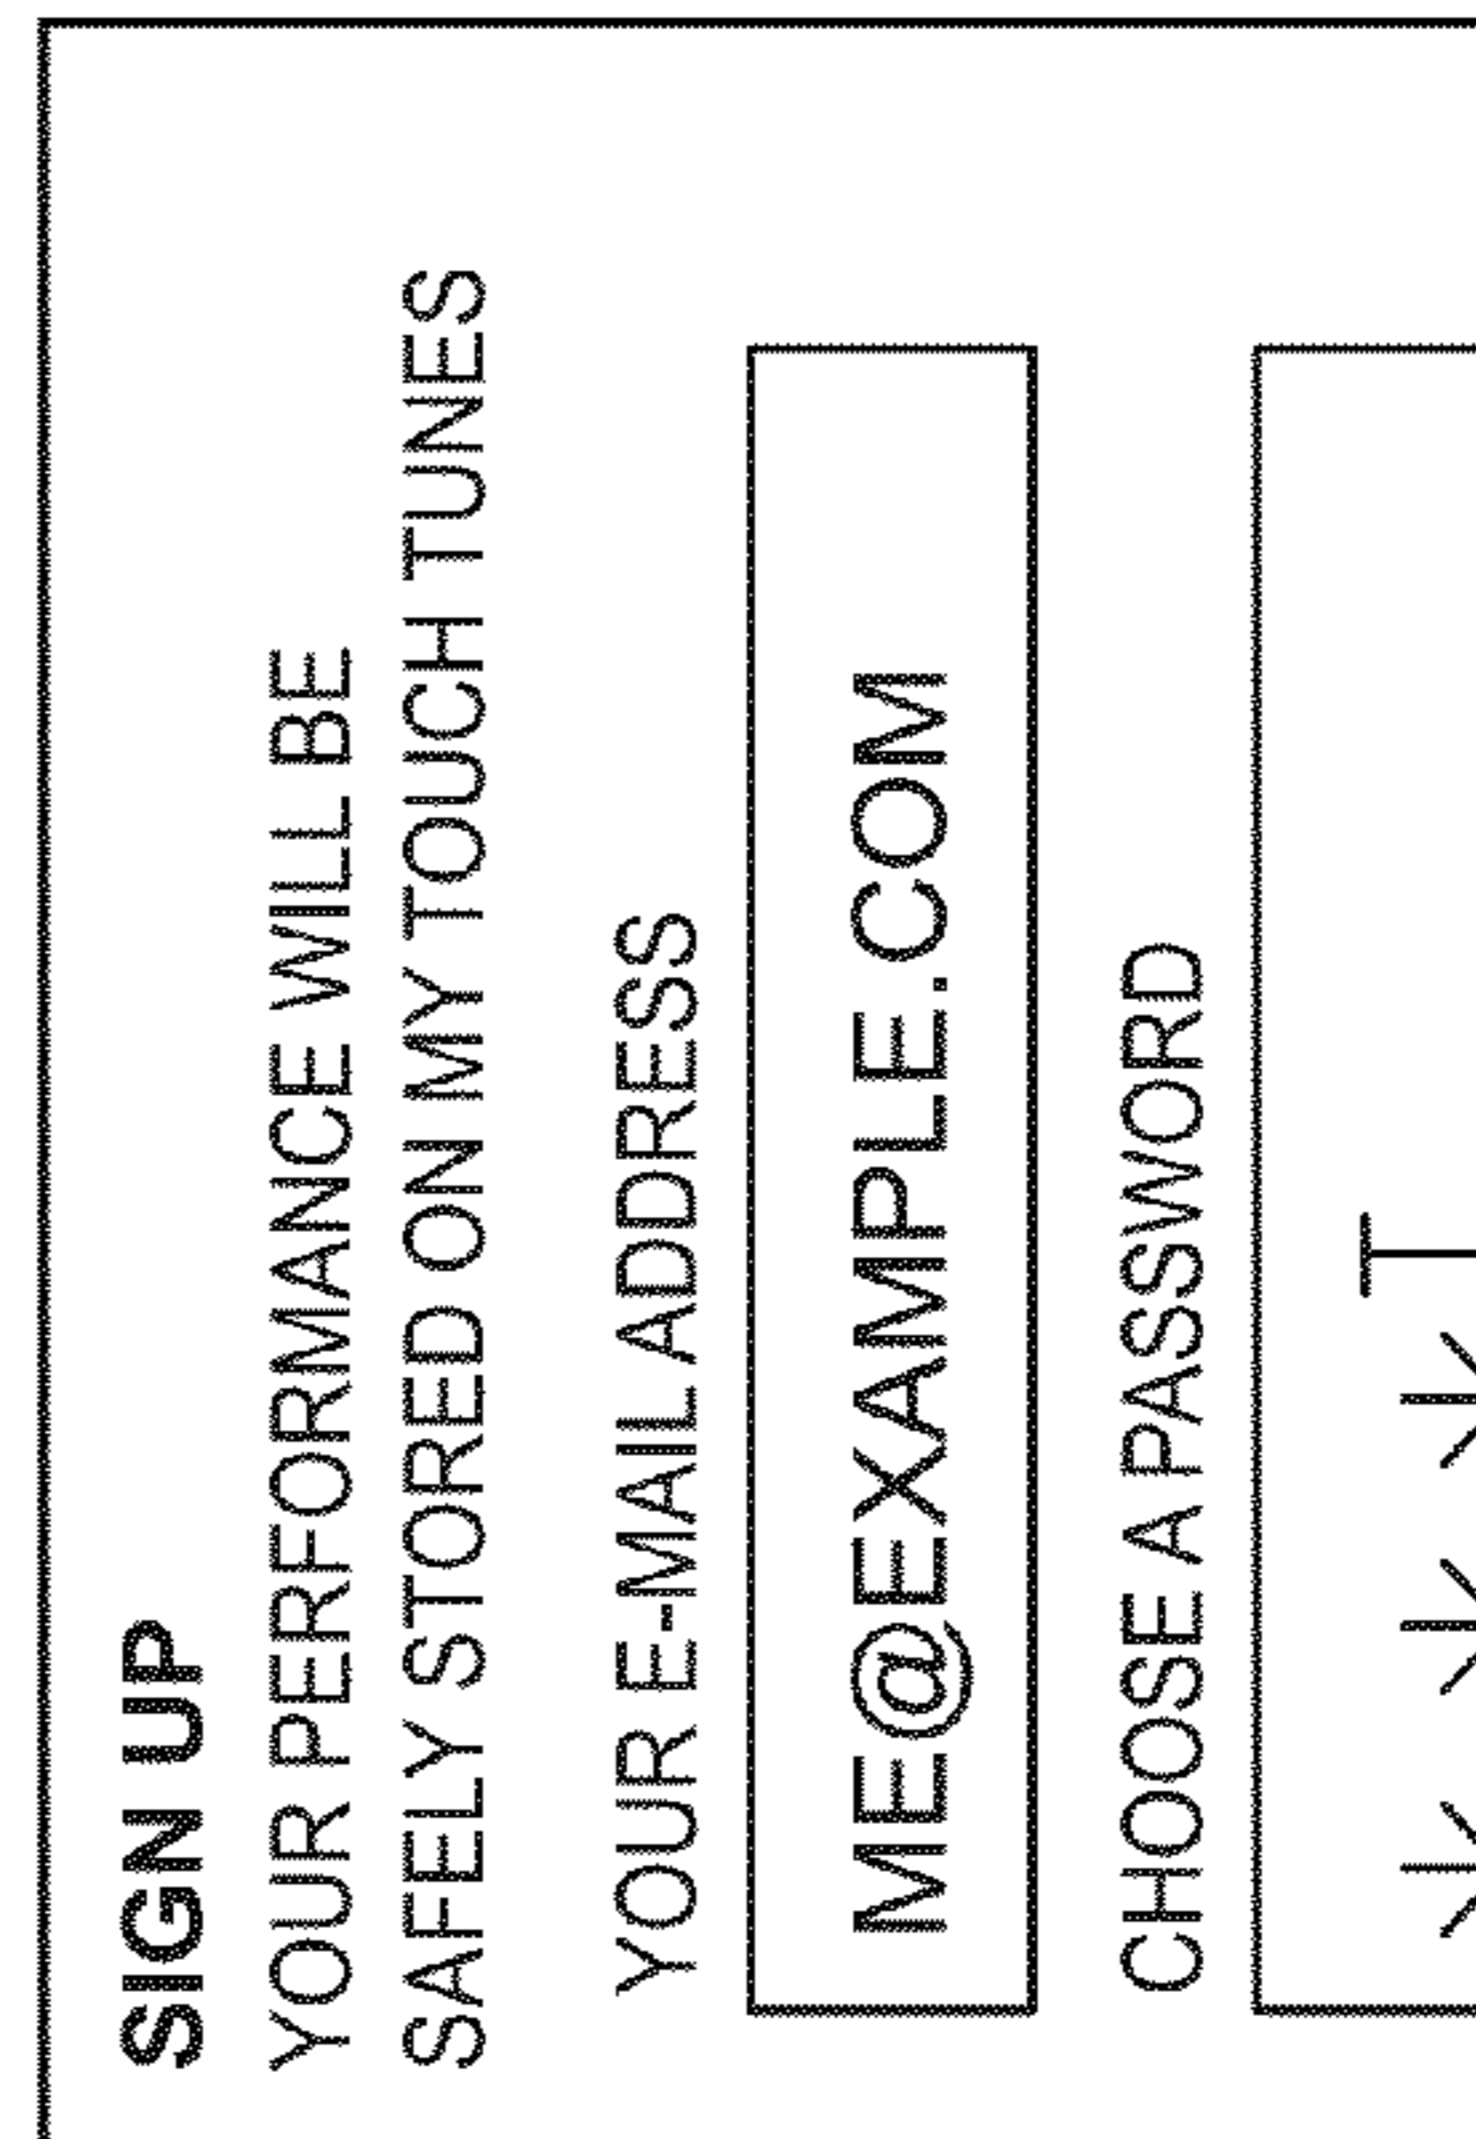 SIGN UP
YOUR PERFORMANCE WILL BE
SAFELY STORED ON MY TOUCH TUNES
YOUR E-MAIL ADDRESS
ME@EXAMPLE.COM
CHOOSE A PASSWORD
***